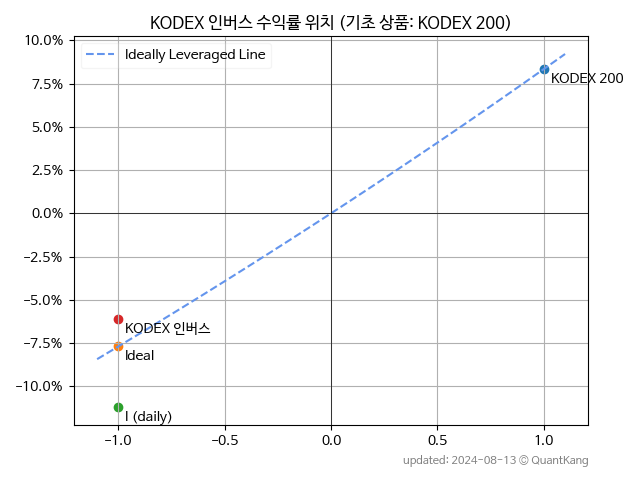 KODEX 인버스 수익률 위치 (기초 상품: KODEX 200)
10.0%
7.5%
5.0%
2.5%
0.0%
−2.5%
−5.0%
−7.5%
−10.0%
Ideally Leveraged Line
KODEX 200
KODEX 인버스
Ideal
I (daily)
−1.0
−0.5
0.0
0.5
1.0
updated: 2024-08-13 © QuantKang